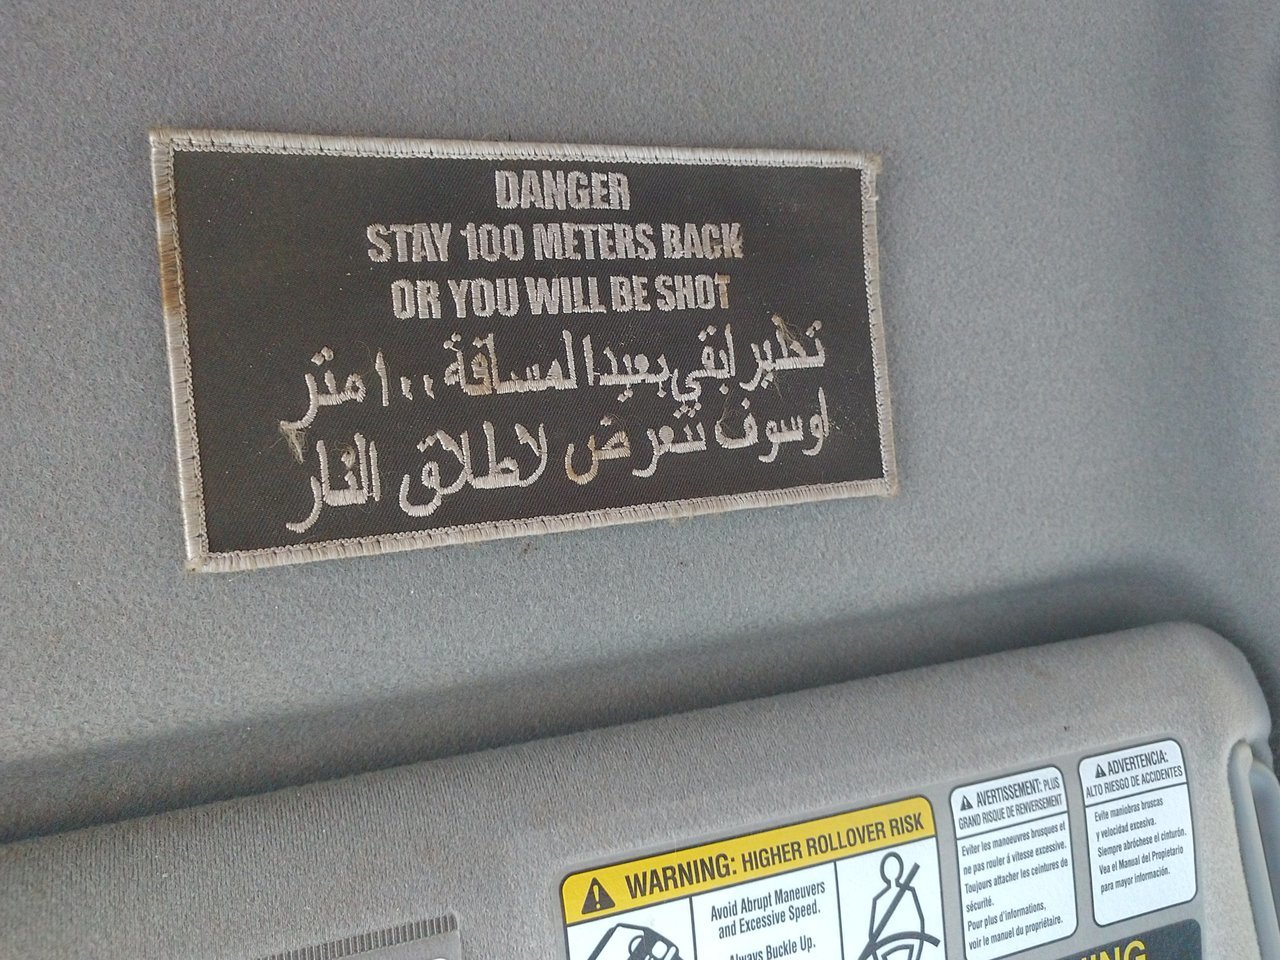 DANGER
STAY 100 METERS BACK
OR YOU WILL BE SHOT
تحظير ابقي بعيدا لمسافة ١٠٠ متر
او سوف تتعرض لاطلاق النار
WARNING: HIGHER ROLLOVER RISK
Avoid Abrupt Maneuvers
and Excessive Speed.
Always Buckle Up.
AVERTISSEMENT: PLUS
GRAND RISQUE DE RENVERSEMENT
Eviter les manoeuvres brusques et
ne pas rouler á vitesse excessive.
Toujours attacher les ceintures de
sécurité.
Pour plus d'informations,
voir le manuel du propriétaire.
ADVERTENCIA:
ALTO RIESGO DE ACCIDENTES
Evite maniobras bruscas
y velocidad excesiva.
Siempre abróchese el cinturón.
Vea el Manual del Propietario
para mayor información.